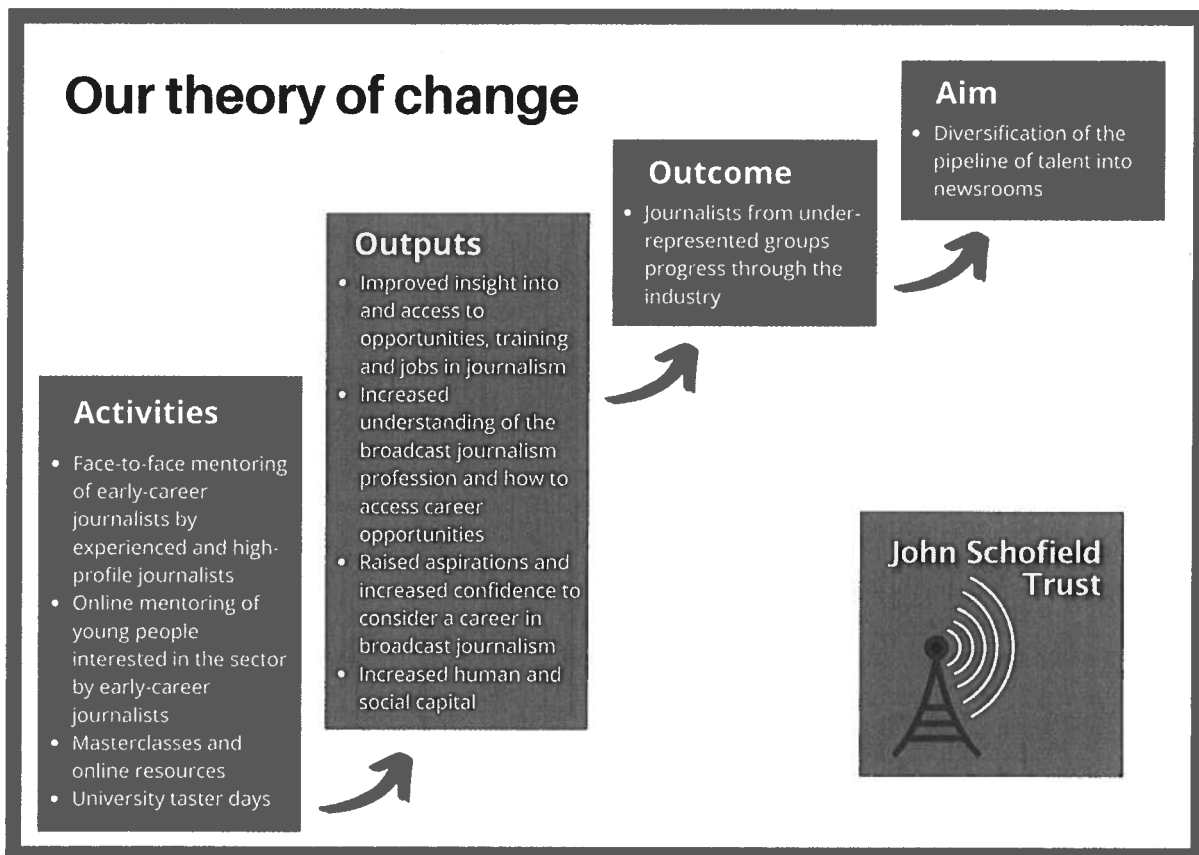 Our theory of change
Activities
• Face-to-face mentoring
of early-career
journalists by
experienced and high-
profile journalists
• Online mentoring of
young people
interested in the sector
by early-career
journalists
• Masterclasses and
online resources
• University taster days
Outputs
• Improved insight into
and access to
opportunities, training
and jobs in journalism
• Increased
understanding of the
broadcast journalism
profession and how to
access career
opportunities
• Raised aspirations and
increased confidence to
consider a career in
broadcast journalism
• Increased human and
social capital
Outcome
• Journalists from under-
represented groups
progress through the
industry
Aim
• Diversification of the
pipeline of talent into
newsrooms
John Schofield
Trust